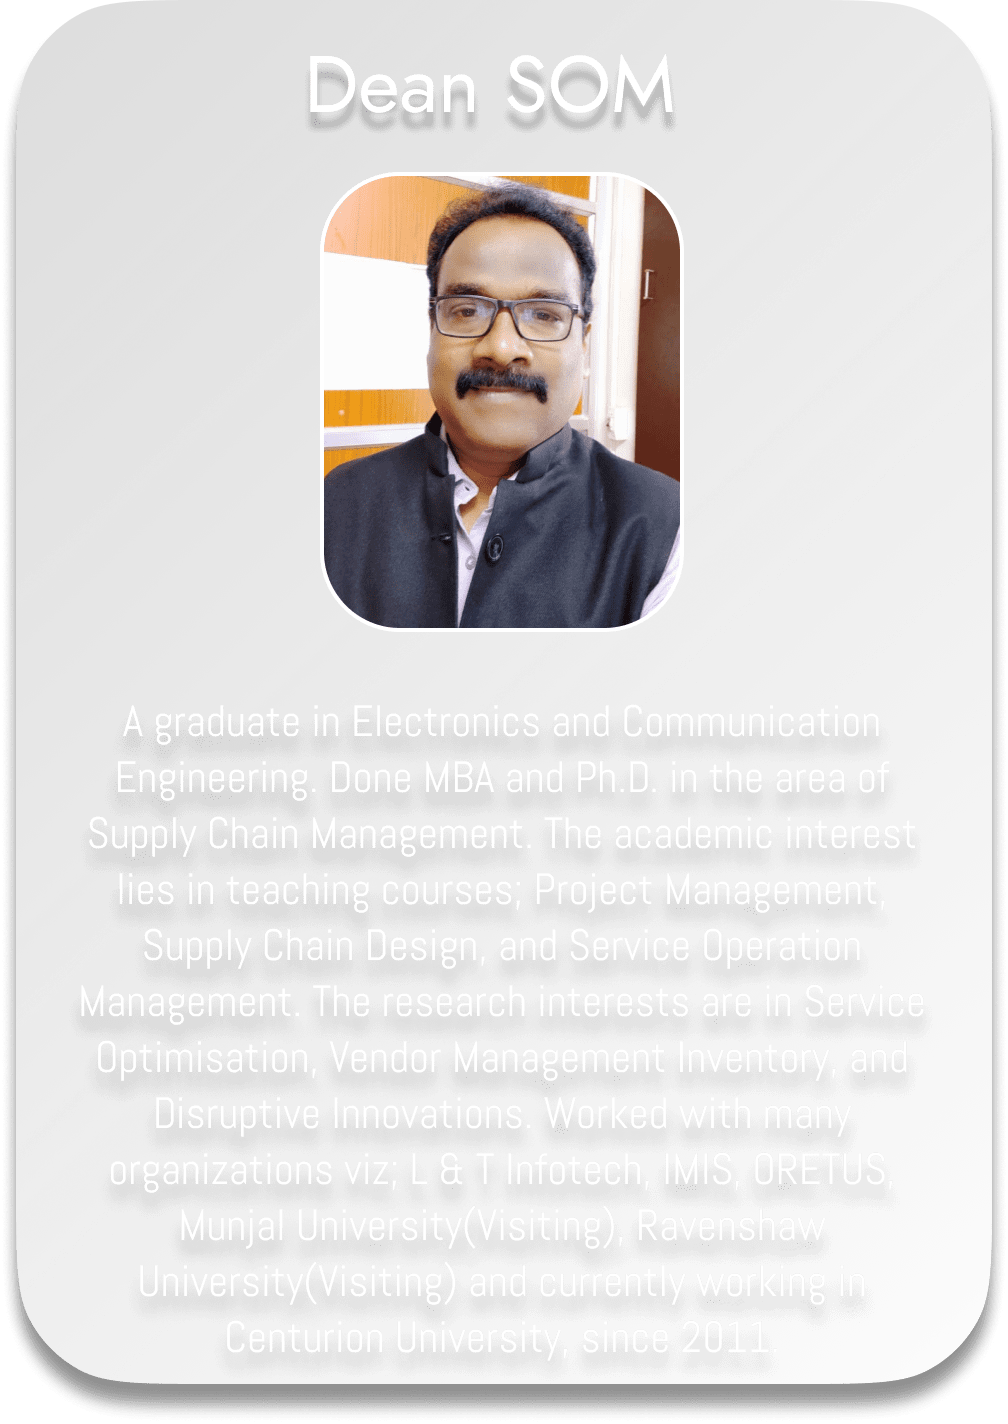 Dean SOM
A graduate in Electronics and Communication
Engineering. Done MBA and Ph.D. in the area of
Supply Chain Management. The academic interest
lies in teaching courses; Project Management,
Supply Chain Design, and Service Operation
Management. The research interests are in Service
Optimisation, Vendor Management Inventory, and
Disruptive Innovations. Worked with many
organizations viz; L & T Infotech, IMIS, ORETUS,
Munjal University(Visiting), Ravenshaw
University(Visiting) and currently working in
Centurion University, since 2011.